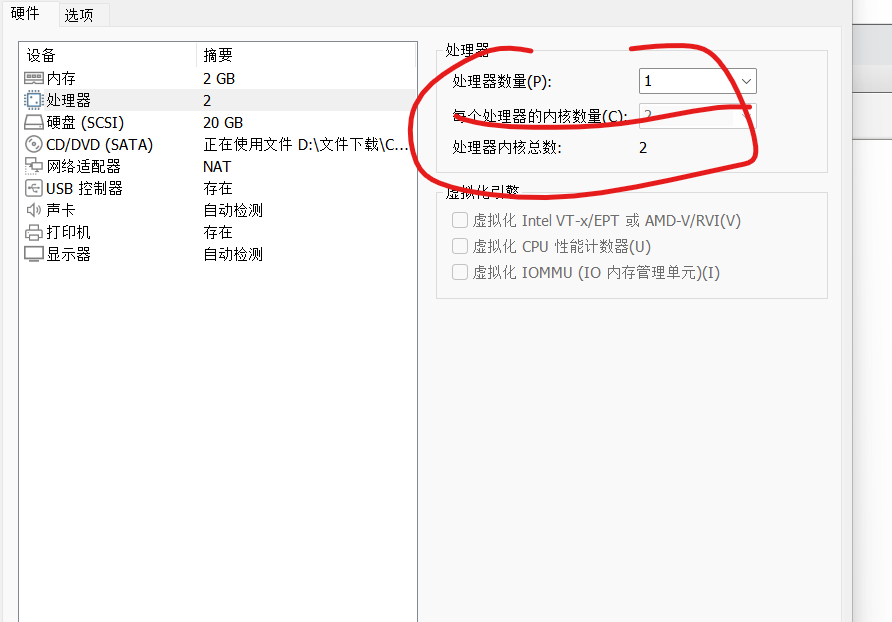 硬件 选项
设备 摘要
内存 2 GB
处理器 2
硬盘 (SCSI) 20 GB
CD/DVD (SATA) 正在使用文件 D:\文件下载\C...
网络适配器 NAT
USB 控制器 存在
声卡 自动检测
打印机 存在
显示器 自动检测
处理器
处理器数量(P): 1
每个处理器的内核数量(C): 2
处理器内核总数: 2
虚拟化引擎
虚拟化 Intel VT-x/EPT 或 AMD-V/RVI(V)
虚拟化 CPU 性能计数器(U)
虚拟化 IOMMU (IO 内存管理单元)(I)